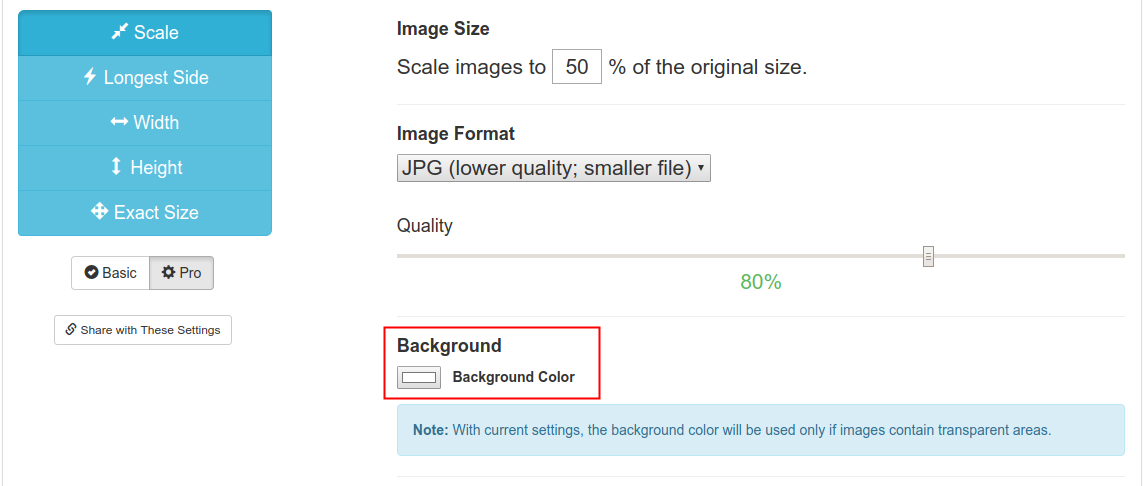 Scale
Longest Side
Width
Height
Exact Size
Basic
Pro
Share with These Settings
Image Size
Scale images to 50 % of the original size.
Image Format
JPG (lower quality; smaller file)
Quality
80%
Background
Background Color
Note: With current settings, the background color will be used only if images contain transparent areas.